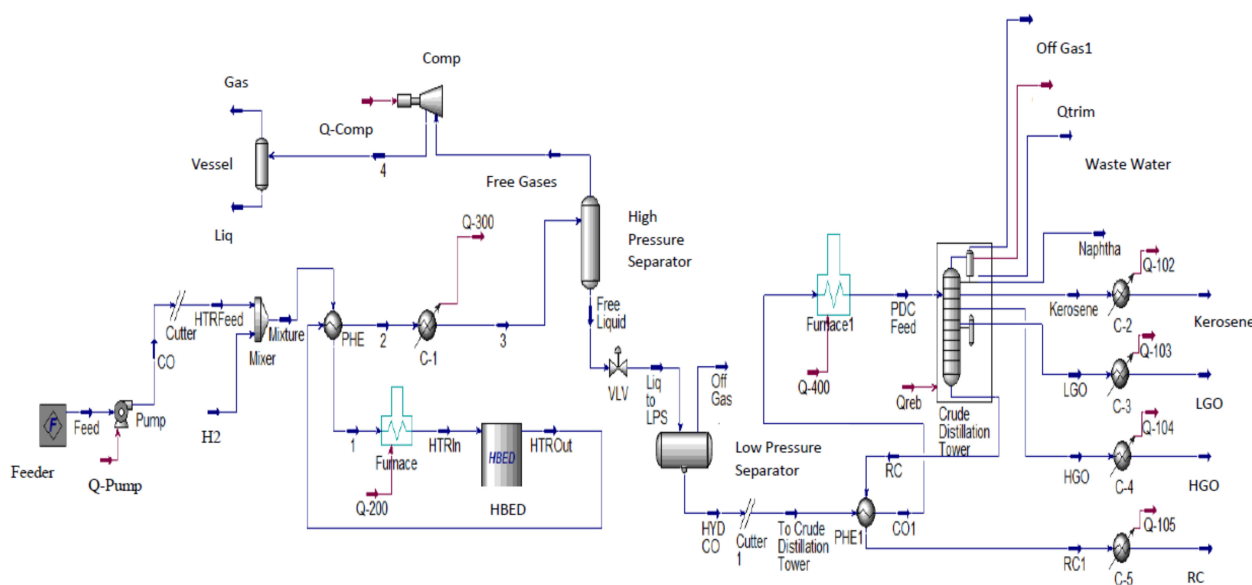 Off Gas1
Comp
Gas
Qtrim
Q-Comp
Vessel
4
Free Gases
Waste Water
Liq
Q-300
High
Pressure
Separator
Naphtha
Q-102
HTRFeed
Cutter
Mixture
Mixer
CO
PHE
2
C-1
3
Free
Liquid
Furnace1
PDC
Feed
Kerosene
C-2
Kerosene
Q-103
VLV
Liq
to
LPS
Off
Gas
Q-400
LGO
C-3
LGO
Qreb
Crude
Distillation
Tower
F
Feed
Pump
H2
Feeder
Q-Pump
1
Furnace
HTRIn
HBED
HTROut
Q-200
HBED
Low Pressure
Separator
RC
Q-104
HGO
C-4
HGO
HYD
CO
Cutter
1
To Crude
Distillation
Tower
PHE1
CO1
Q-105
RC1
C-5
RC